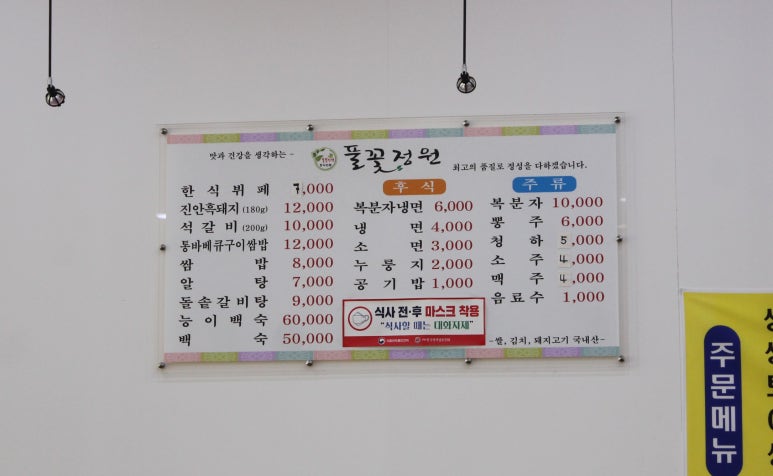 맛과 건강을 생각하는 -
풀꽃정원
최고의 품질로 정성을 다하겠습니다.
한식뷔페 7,000
진안흑돼지 (180g) 12,000
석갈비 (200g) 10,000
통바베큐구이쌈밥 12,000
쌈밥 8,000
알탕 7,000
돌솥갈비탕 9,000
능이백숙 60,000
백숙 50,000
후식
복분자냉면 6,000
냉면 4,000
소면 3,000
누룽지 2,000
공기밥 1,000
식사 전·후 마스크 착용
"식사할 때는 대화자제"
주류
복분자 10,000
뽕주 6,000
청하 5,000
소주 4,000
맥주 4,000
음료수 1,000
-쌀, 김치, 돼지고기 국내산-
주문메뉴